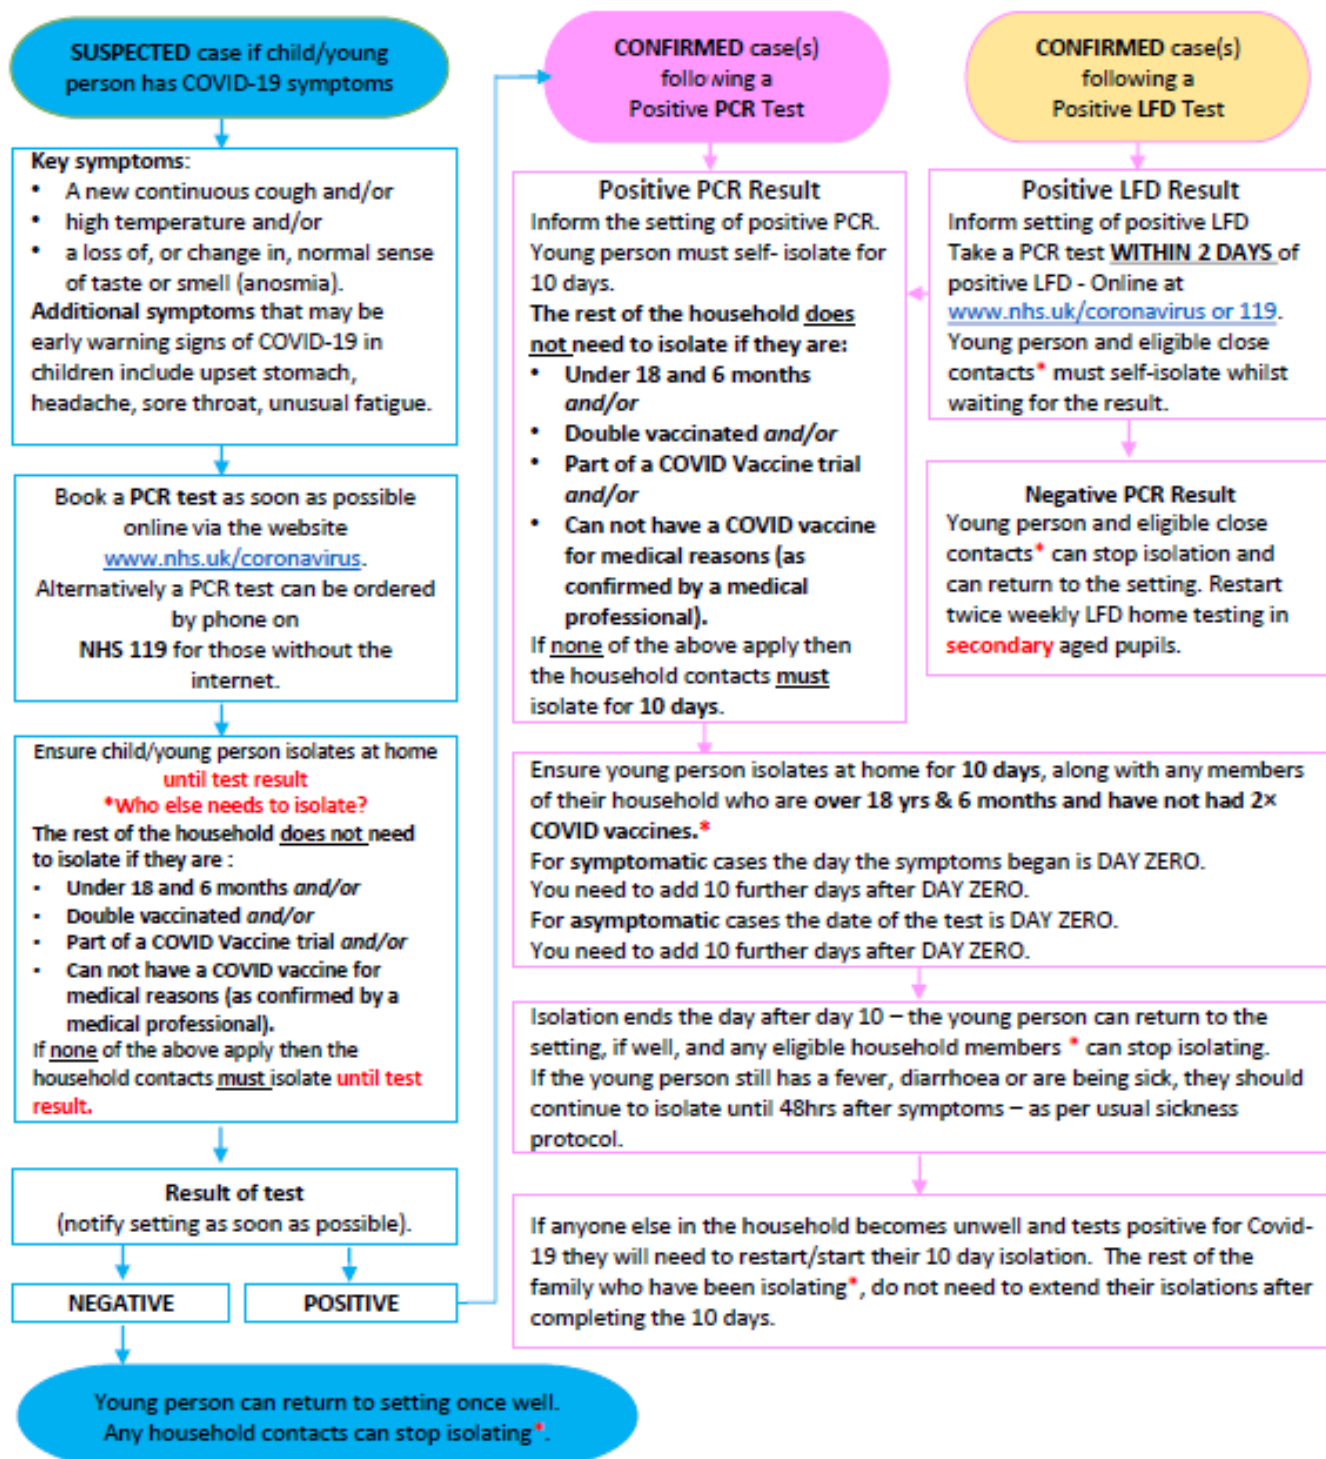 SUSPECTED case if child/young
person has COVID-19 symptoms
Key symptoms:
• A new continuous cough and/or
• high temperature and/or
• a loss of, or change in, normal sense
of taste or smell (anosmia).
Additional symptoms that may be
early warning signs of COVID-19 in
children include upset stomach,
headache, sore throat, unusual fatigue.
Book a PCR test as soon as possible
online via the website
www.nhs.uk/coronavirus.
Alternatively a PCR test can be ordered
by phone on
NHS 119 for those without the
internet.
Ensure child/young person isolates at home
until test result
*Who else needs to isolate?
The rest of the household does not need
to isolate if they are :
• Under 18 and 6 months and/or
• Double vaccinated and/or
• Part of a COVID Vaccine trial and/or
• Can not have a COVID vaccine for
medical reasons (as confirmed by a
medical professional).
If none of the above apply then the
household contacts must isolate until test
result.
Result of test
(notify setting as soon as possible).
NEGATIVE
POSITIVE
Young person can return to setting once well.
Any household contacts can stop isolating*.
CONFIRMED case(s)
following a
Positive PCR Test
Positive PCR Result
Inform the setting of positive PCR.
Young person must self- isolate for
10 days.
The rest of the household does
not need to isolate if they are:
• Under 18 and 6 months
and/or
• Double vaccinated and/or
• Part of a COVID Vaccine trial
and/or
• Can not have a COVID vaccine
for medical reasons (as
confirmed by a medical
professional).
If none of the above apply then
the household contacts must
isolate for 10 days.
CONFIRMED case(s)
following a
Positive LFD Test
Positive LFD Result
Inform setting of positive LFD
Take a PCR test WITHIN 2 DAYS of
positive LFD - Online at
www.nhs.uk/coronavirus or 119.
Young person and eligible close
contacts* must self-isolate whilst
waiting for the result.
Negative PCR Result
Young person and eligible close
contacts* can stop isolation and
can return to the setting. Restart
twice weekly LFD home testing in
secondary aged pupils.
Ensure young person isolates at home for 10 days, along with any members
of their household who are over 18 yrs & 6 months and have not had 2×
COVID vaccines.*
For symptomatic cases the day the symptoms began is DAY ZERO.
You need to add 10 further days after DAY ZERO.
For asymptomatic cases the date of the test is DAY ZERO.
You need to add 10 further days after DAY ZERO.
Isolation ends the day after day 10 – the young person can return to the
setting, if well, and any eligible household members * can stop isolating.
If the young person still has a fever, diarrhoea or are being sick, they should
continue to isolate until 48hrs after symptoms – as per usual sickness
protocol.
If anyone else in the household becomes unwell and tests positive for Covid-
19 they will need to restart/start their 10 day isolation. The rest of the
family who have been isolating*, do not need to extend their isolations after
completing the 10 days.